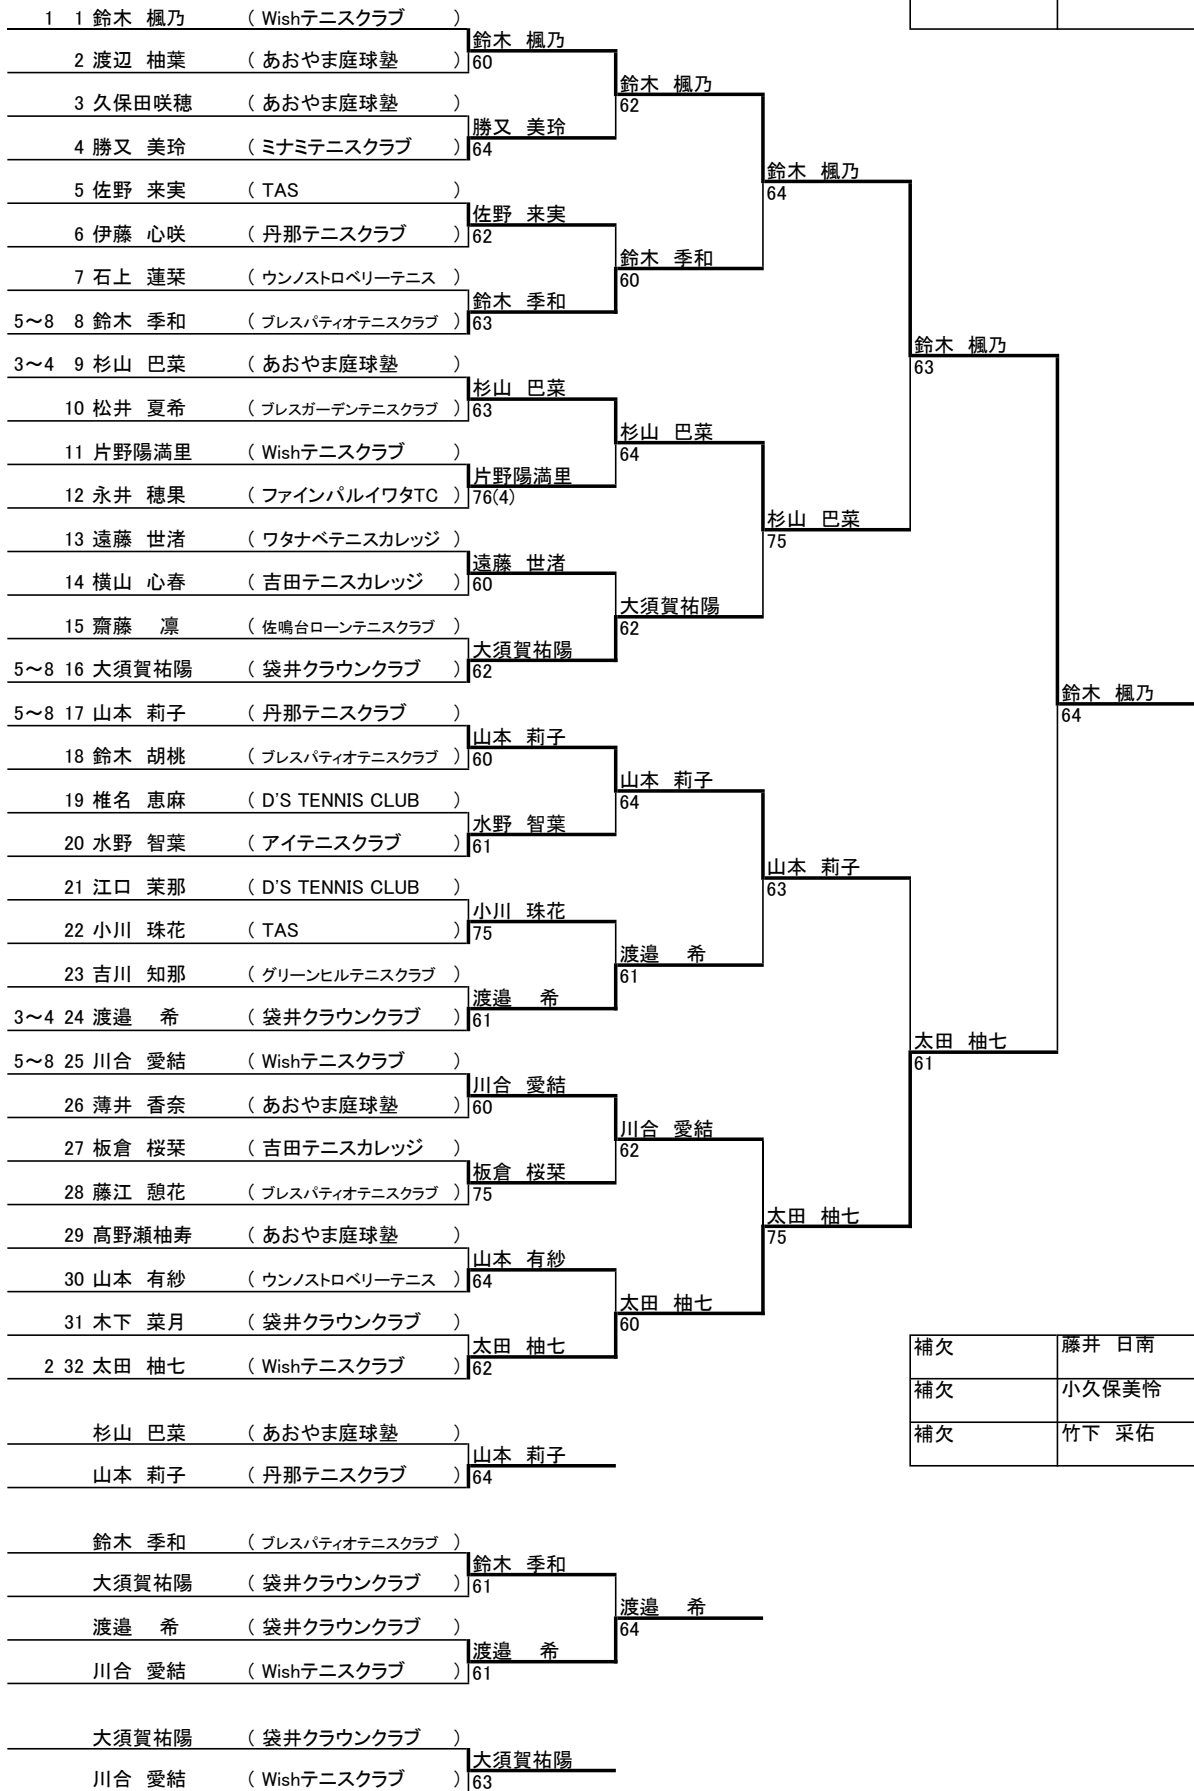 1 1 鈴木 楓乃 ( Wishテニスクラブ )
鈴木 楓乃
2 渡辺 柚葉 ( あおやま庭球塾 ) 60
鈴木 楓乃
3 久保田咲穂 ( あおやま庭球塾 ) 62
勝又 美玲
4 勝又 美玲 ( ミナミテニスクラブ ) 64
鈴木 楓乃
5 佐野 来実 ( TAS ) 64
佐野 来実
6 伊藤 心咲 ( 丹那テニスクラブ ) 62
鈴木 季和
7 石上 蓮栞 ( ウンノストロベリーテニス ) 60
鈴木 季和
5～8 8 鈴木 季和 ( ブレスパティオテニスクラブ ) 63
鈴木 楓乃
3～4 9 杉山 巴菜 ( あおやま庭球塾 ) 63
杉山 巴菜
10 松井 夏希 ( ブレスガーデンテニスクラブ ) 63
杉山 巴菜
11 片野陽満里 ( Wishテニスクラブ ) 64
片野陽満里
12 永井 穂果 ( ファインパルイワタTC ) 76(4)
杉山 巴菜
13 遠藤 世渚 ( ワタナベテニスカレッジ ) 75
遠藤 世渚
14 横山 心春 ( 吉田テニスカレッジ ) 60
大須賀祐陽
15 齋藤 凛 ( 佐鳴台ローンテニスクラブ ) 62
大須賀祐陽
5～8 16 大須賀祐陽 ( 袋井クラウンクラブ ) 62
鈴木 楓乃
5～8 17 山本 莉子 ( 丹那テニスクラブ ) 64
山本 莉子
18 鈴木 胡桃 ( ブレスパティオテニスクラブ ) 60
山本 莉子
19 椎名 恵麻 ( D'S TENNIS CLUB ) 64
水野 智葉
20 水野 智葉 ( アイテニスクラブ ) 61
山本 莉子
21 江口 茉那 ( D'S TENNIS CLUB ) 63
小川 珠花
22 小川 珠花 ( TAS ) 75
渡邉 希
23 吉川 知那 ( グリーンヒルテニスクラブ ) 61
渡邉 希
3～4 24 渡邉 希 ( 袋井クラウンクラブ ) 61
太田 柚七
5～8 25 川合 愛結 ( Wishテニスクラブ ) 61
川合 愛結
26 薄井 香奈 ( あおやま庭球塾 ) 60
川合 愛結
27 板倉 桜栞 ( 吉田テニスカレッジ ) 62
板倉 桜栞
28 藤江 憩花 ( ブレスパティオテニスクラブ ) 75
太田 柚七
29 髙野瀬柚寿 ( あおやま庭球塾 ) 75
山本 有紗
30 山本 有紗 ( ウンノストロベリーテニス ) 64
太田 柚七
31 木下 菜月 ( 袋井クラウンクラブ ) 60
太田 柚七
2 32 太田 柚七 ( Wishテニスクラブ ) 62
補欠 藤井 日南
補欠 小久保美怜
補欠 竹下 采佑
杉山 巴菜 ( あおやま庭球塾 )
山本 莉子
山本 莉子 ( 丹那テニスクラブ ) 64
鈴木 季和 ( ブレスパティオテニスクラブ )
鈴木 季和
大須賀祐陽 ( 袋井クラウンクラブ ) 61
渡邉 希
渡邉 希 ( 袋井クラウンクラブ ) 64
渡邉 希
川合 愛結 ( Wishテニスクラブ ) 61
大須賀祐陽 ( 袋井クラウンクラブ )
大須賀祐陽
川合 愛結 ( Wishテニスクラブ ) 63